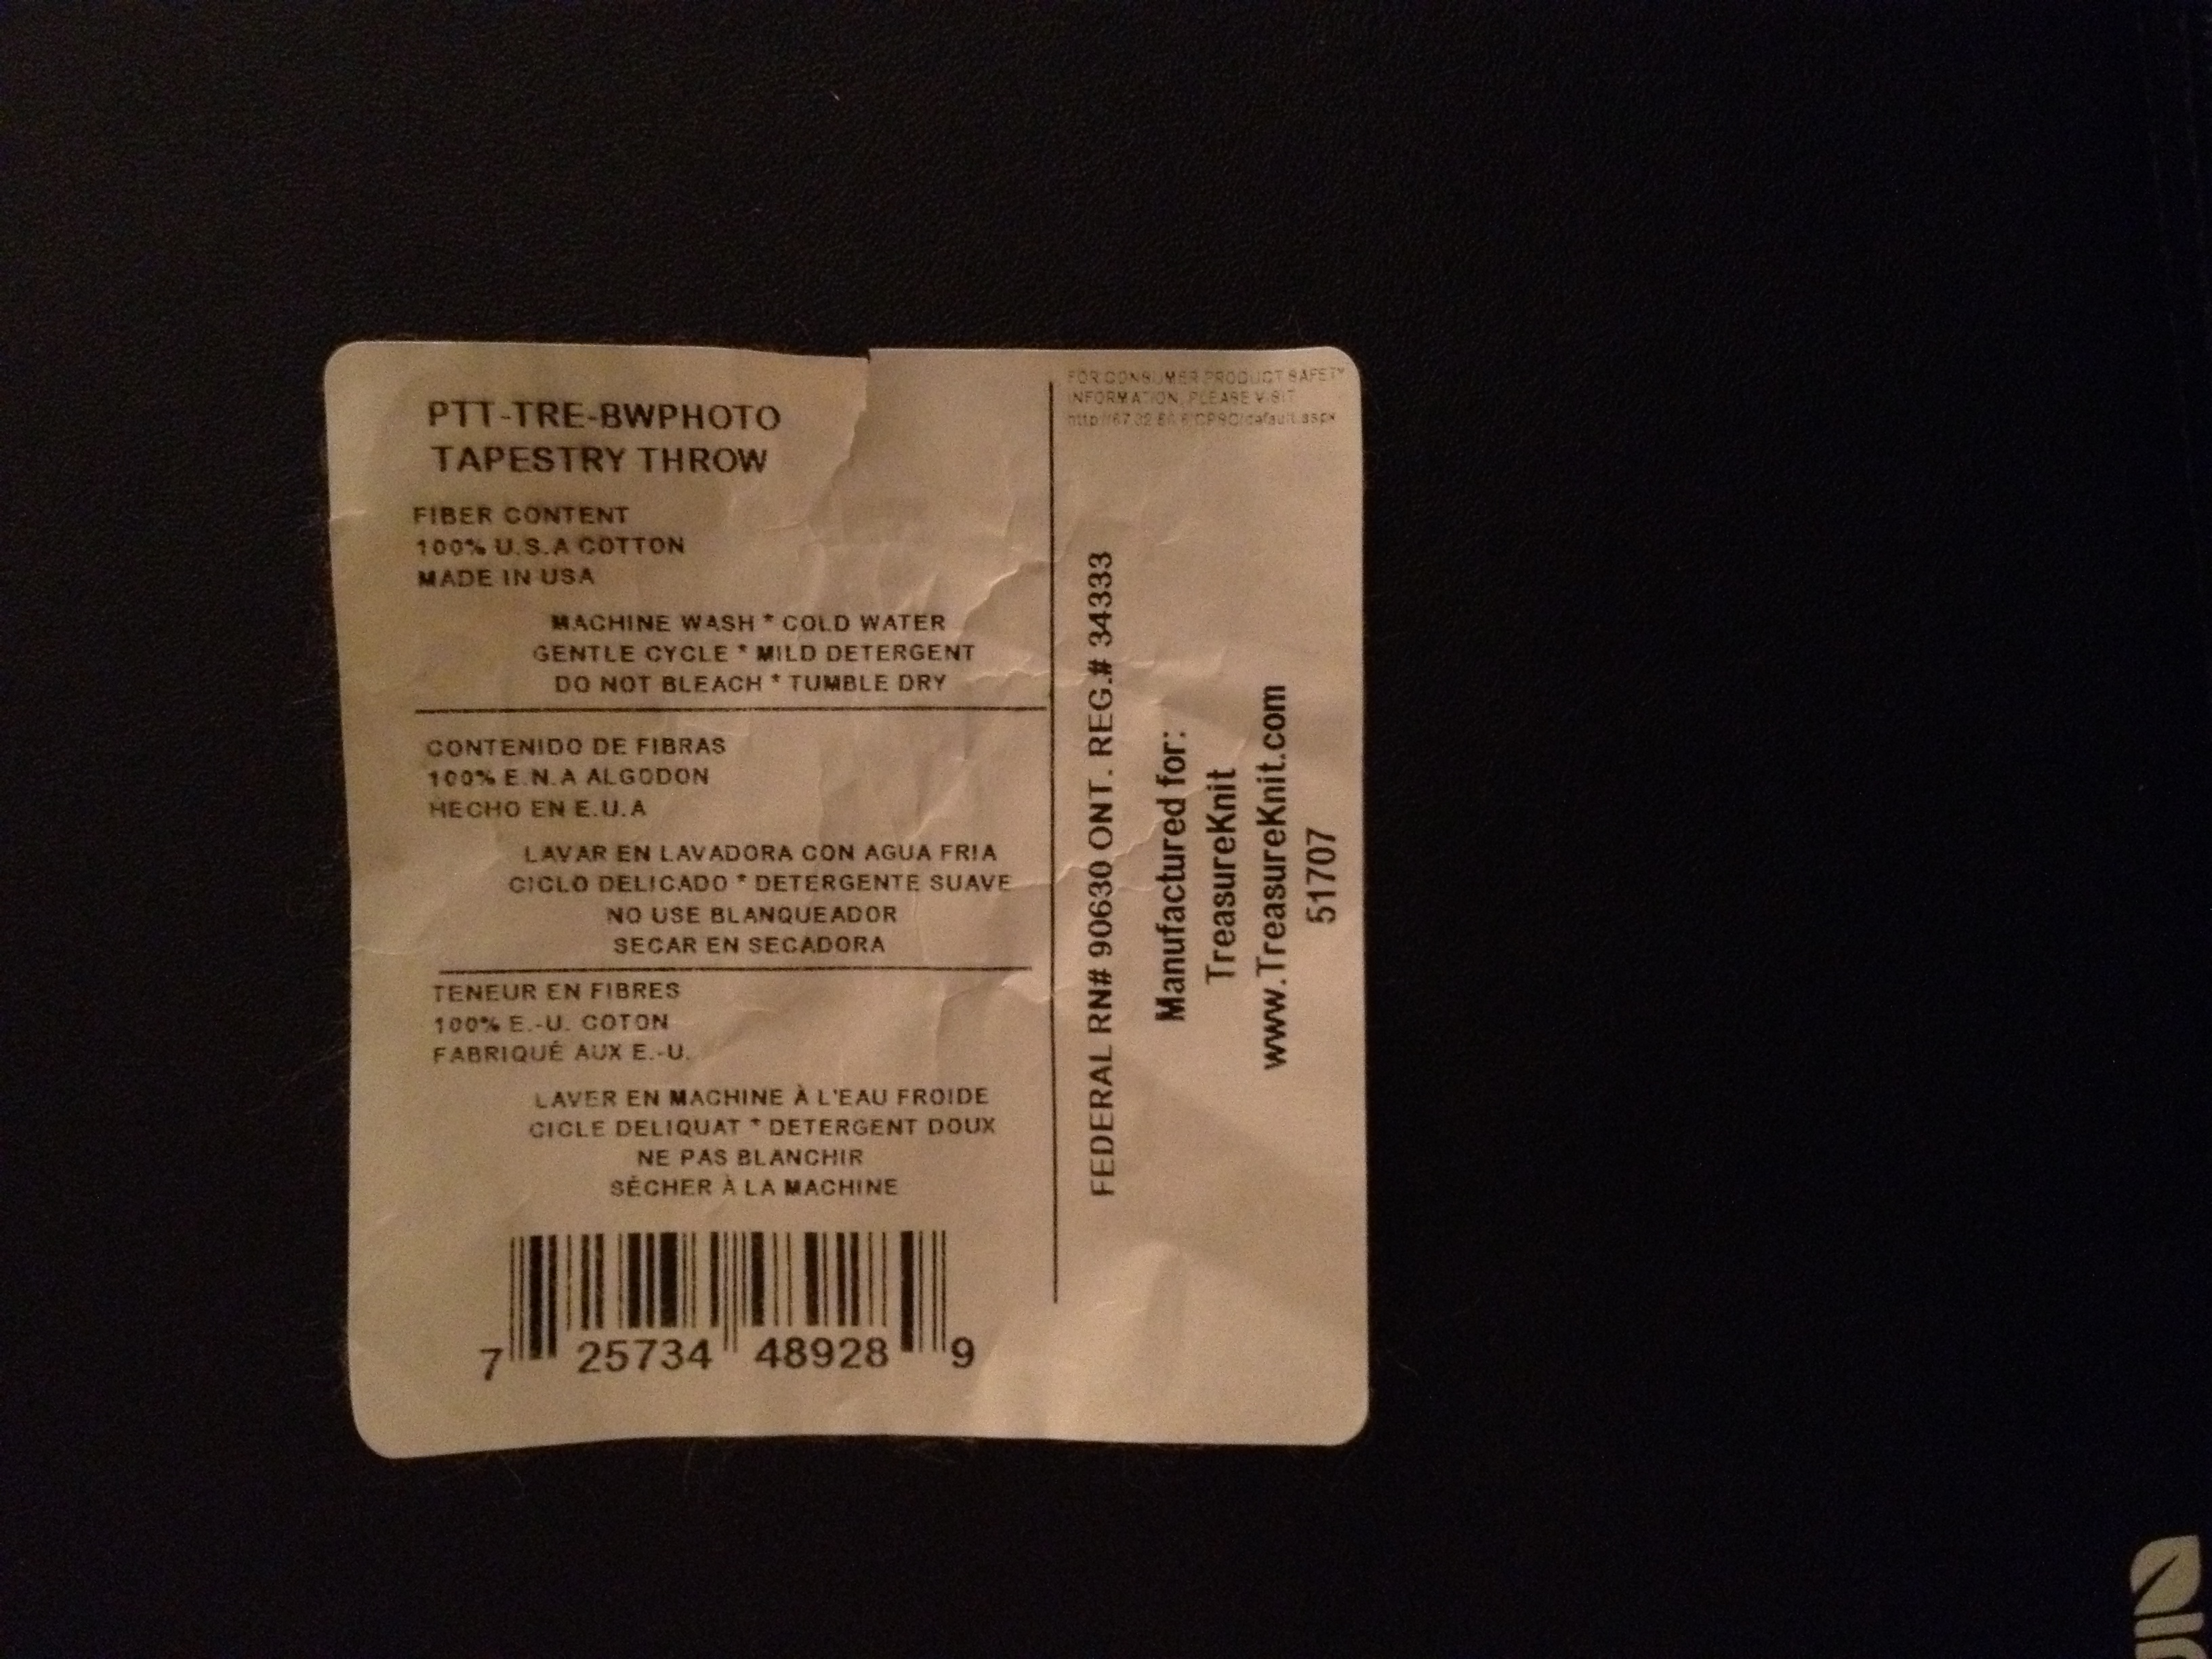 PTT-TRE-BWPHOTO
TAPESTRY THROW
FIBER CONTENT
100% U.S.A COTTON
MADE IN USA
MACHINE WASH * COLD WATER
GENTLE CYCLE * MILD DETERGENT
DO NOT BLEACH * TUMBLE DRY
CONTENIDO DE FIBRAS
100% E.N.A ALGODON
HECHO EN E.U.A
LAVAR EN LAVADORA CON AGUA FRIA
CICLO DELICADO * DETERGENTE SUAVE
NO USE BLANQUEADOR
SECAR EN SECADORA
TENEUR EN FIBRES
100% E.-U. COTON
FABRIQUÉ AUX E.-U.
LAVER EN MACHINE À L'EAU FROIDE
CICLE DELIQUAT * DETERGENT DOUX
NE PAS BLANCHIR
SÉCHER À LA MACHINE
7 25734 48928 9
FOR CONSUMER PRODUCT SAFETY
INFORMATION, PLEASE VISIT
FEDERAL RN# 90630 ONT. REG.# 34333
Manufactured for:
TreasureKnit
www.TreasureKnit.com
51707